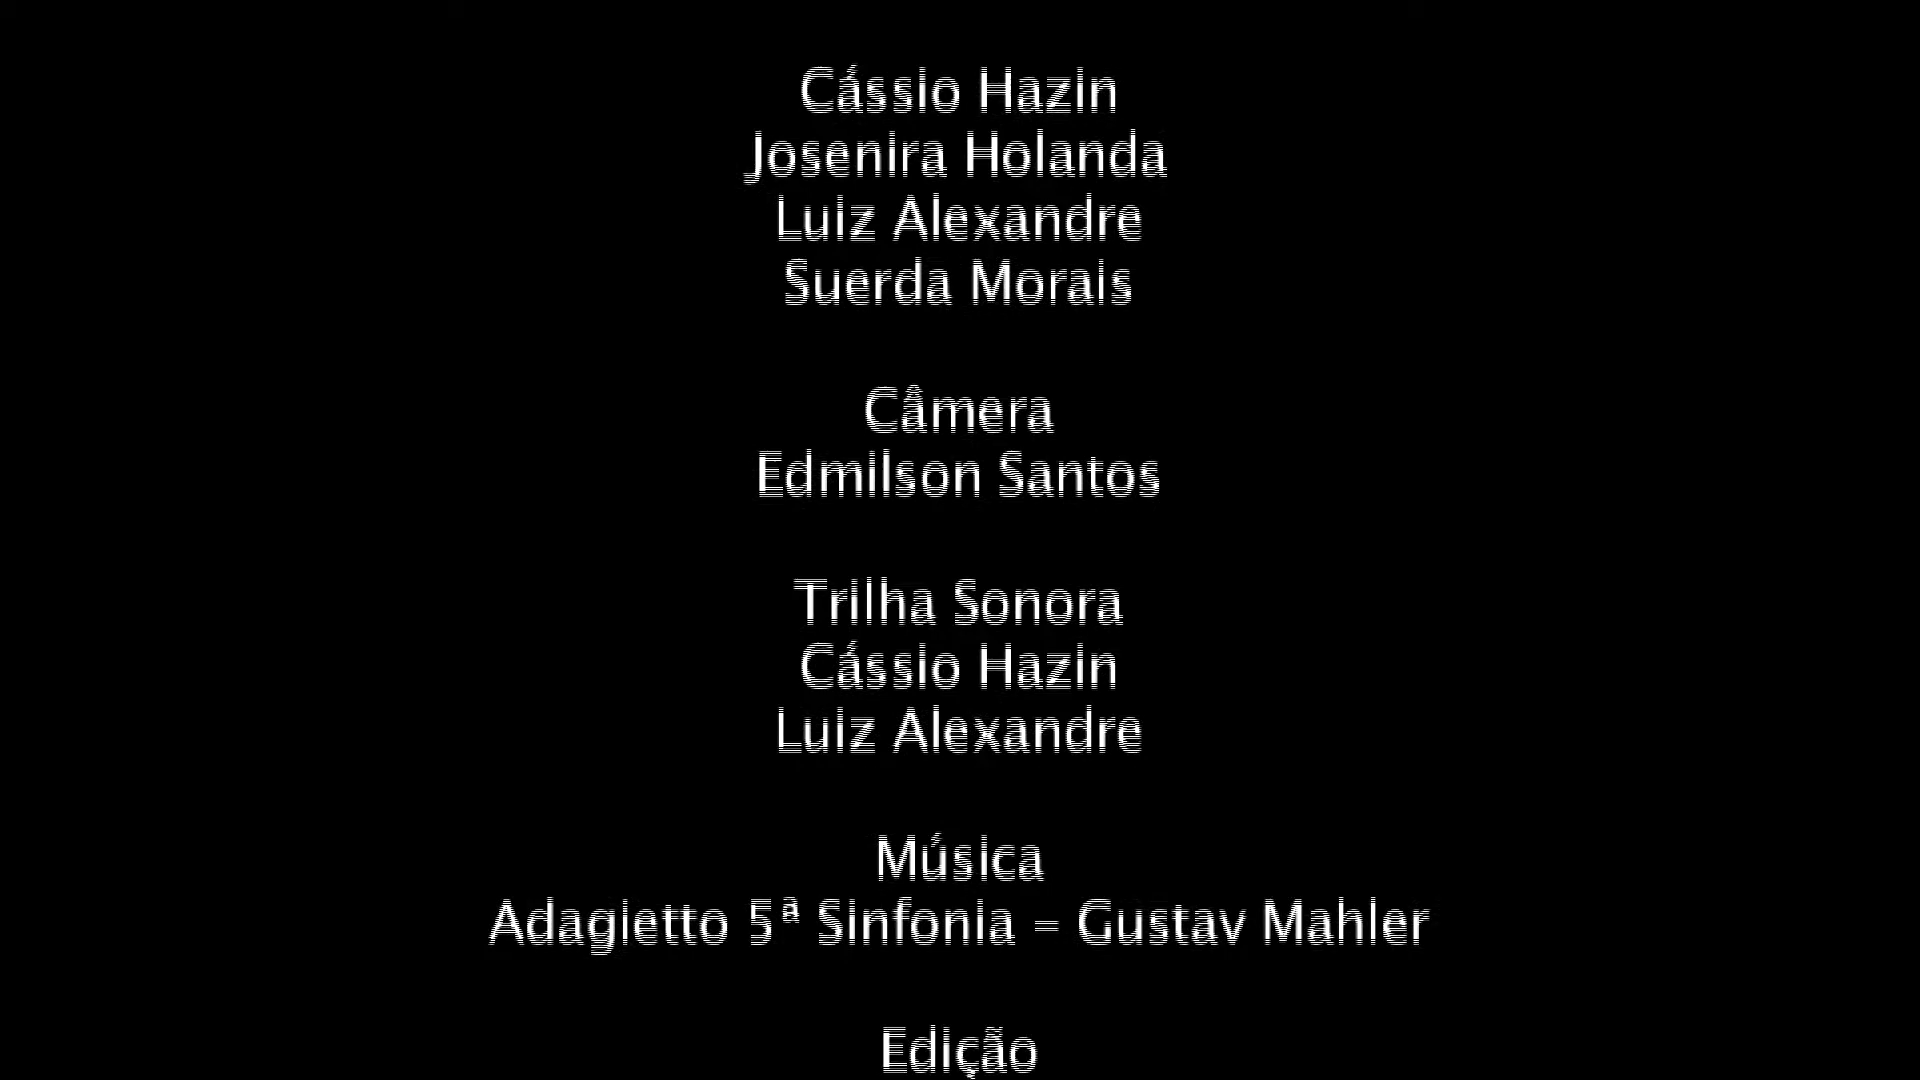 Cássio Hazin
Josenira Holanda
Luiz Alexandre
Suerda Morais
Câmera
Edmilson Santos
Trilha Sonora
Cássio Hazin
Luiz Alexandre
Música
Adagietto 5ª Sinfonia - Gustav Mahler
Edição